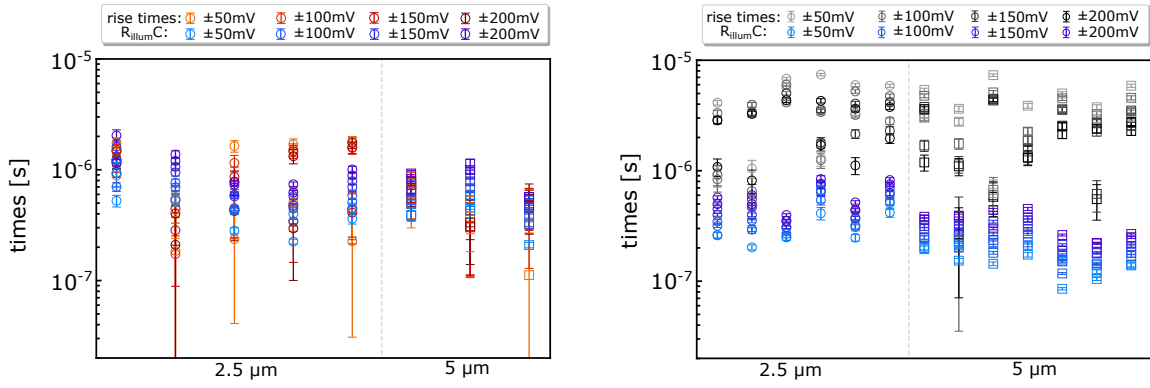 rise times: ±50mV ±100mV ±150mV ±200mV
RillumC: ±50mV ±100mV ±150mV ±200mV
times [s]
10⁻⁵
10⁻⁶
10⁻⁷
2.5 µm 5 µm
rise times: ±50mV ±100mV ±150mV ±200mV
RillumC: ±50mV ±100mV ±150mV ±200mV
times [s]
10⁻⁵
10⁻⁶
10⁻⁷
2.5 µm 5 µm